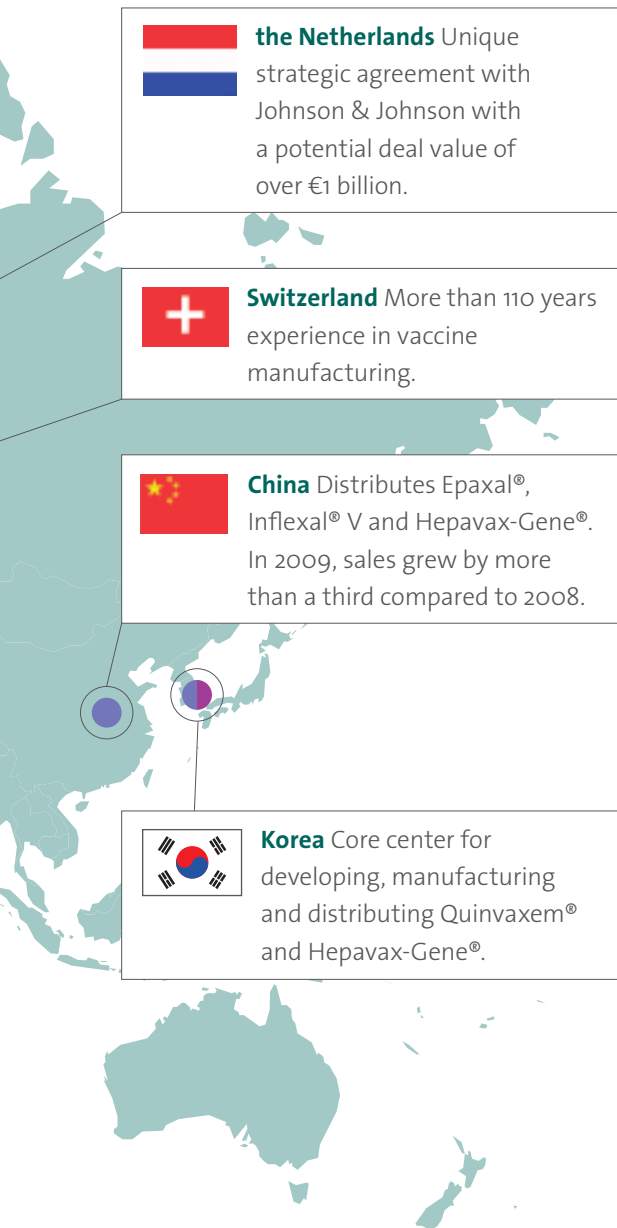 the Netherlands Unique
strategic agreement with
Johnson & Johnson with
a potential deal value of
over €1 billion.
Switzerland More than 110 years
experience in vaccine
manufacturing.
China Distributes Epaxal®,
Inflexal® V and Hepavax-Gene®.
In 2009, sales grew by more
than a third compared to 2008.
Korea Core center for
developing, manufacturing
and distributing Quinvaxem®
and Hepavax-Gene®.